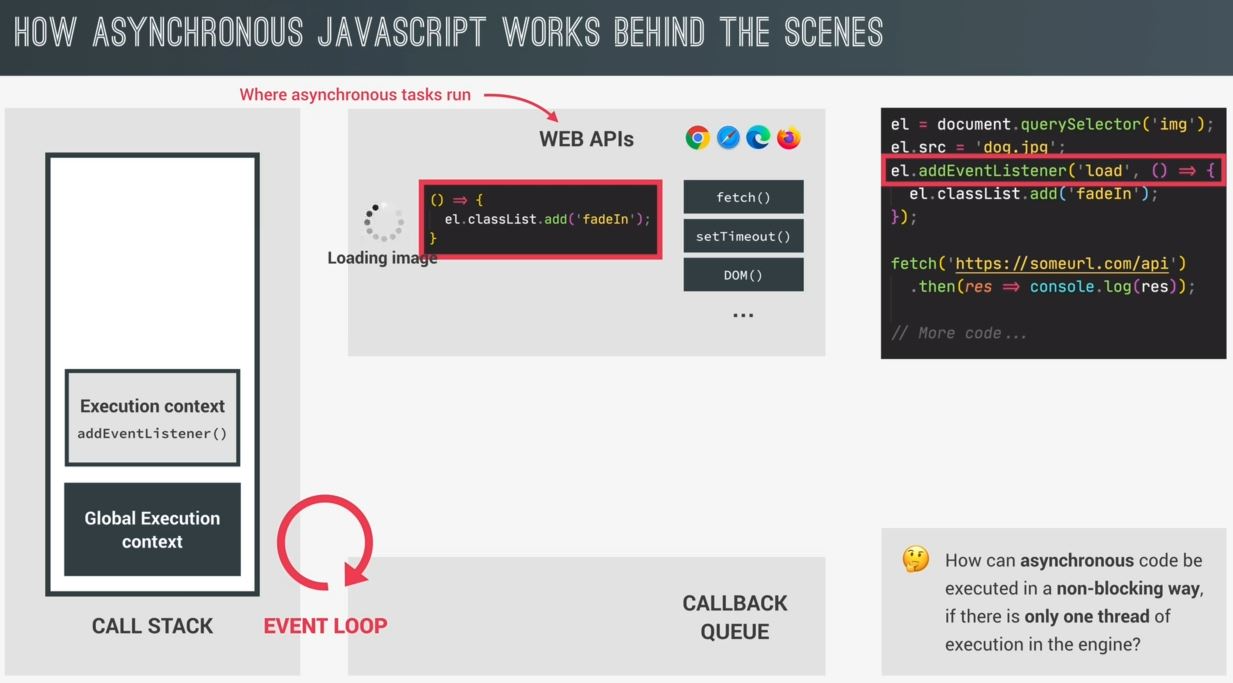 HOW ASYNCHRONOUS JAVASCRIPT WORKS BEHIND THE SCENES
Where asynchronous tasks run
WEB APIs
() => {
el.classList.add('fadeIn');
}
Loading image
fetch()
setTimeout()
DOM()
...
el = document.querySelector('img');
el.src = 'dog.jpg';
el.addEventListener('load', () => {
el.classList.add('fadeIn');
});
fetch('https://someurl.com/api')
.then(res => console.log(res));
// More code...
Execution context
addEventListener()
Global Execution
context
CALL STACK
EVENT LOOP
CALLBACK
QUEUE
🤔 How can asynchronous code be
executed in a non-blocking way,
if there is only one thread of
execution in the engine?